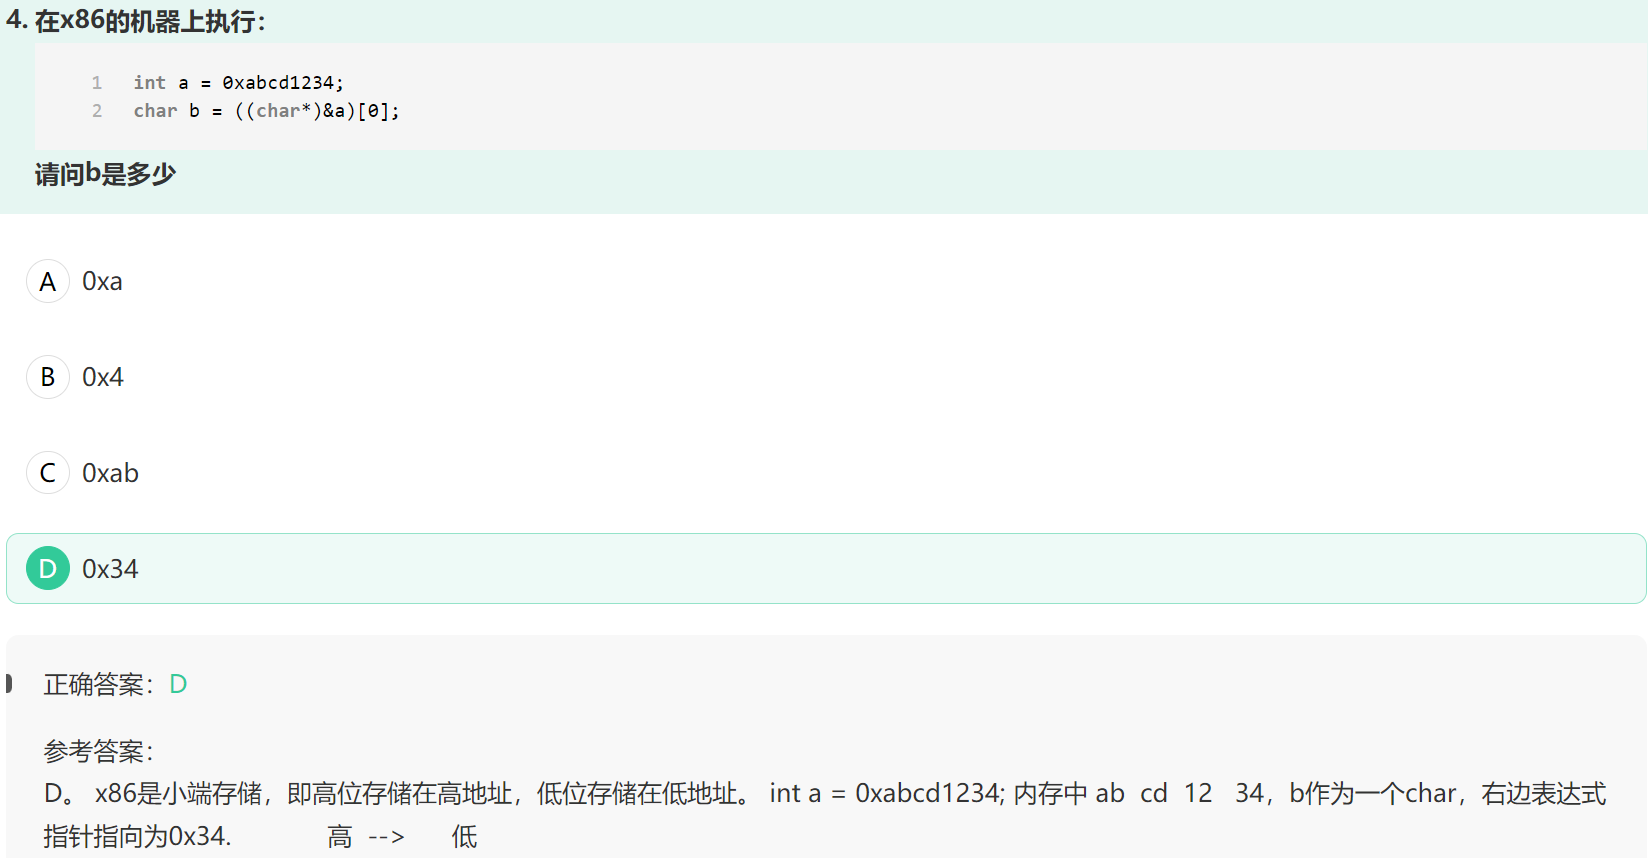 4. 在x86的机器上执行：
1 int a = 0xabcd1234;
2 char b = ((char*)&a)[0];
请问b是多少
A 0xa
B 0x4
C 0xab
D 0x34
正确答案：D
参考答案：
D。 x86是小端存储，即高位存储在高地址，低位存储在低地址。 int a = 0xabcd1234; 内存中 ab cd 12 34，b作为一个char，右边表达式
指针指向为0x34. 高 --> 低